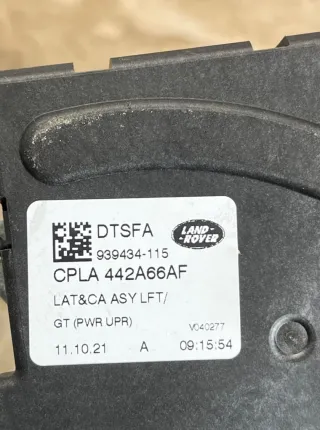 DTSFA
LAND-
-ROVER
939434-115
CPLA 442A66AF
LAT&CA ASY LFT/
GT (PWR UPR)
V040277
11.10.21 A 09:15:54